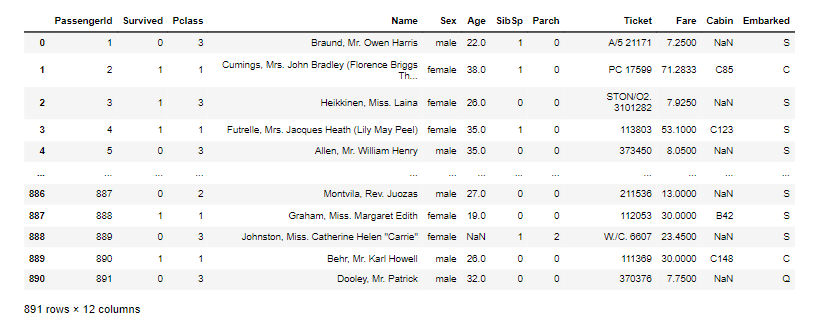 PassengerId Survived Pclass Name Sex Age SibSp Parch Ticket Fare Cabin Embarked
0 1 0 3 Braund, Mr. Owen Harris male 22.0 1 0 A/5 21171 7.2500 NaN S
1 2 1 1 Cumings, Mrs. John Bradley (Florence Briggs Th... female 38.0 1 0 PC 17599 71.2833 C85 C
2 3 1 3 Heikkinen, Miss. Laina female 26.0 0 0 STON/O2. 3101282 7.9250 NaN S
3 4 1 1 Futrelle, Mrs. Jacques Heath (Lily May Peel) female 35.0 1 0 113803 53.1000 C123 S
4 5 0 3 Allen, Mr. William Henry male 35.0 0 0 373450 8.0500 NaN S
... ... ... ... ... ... ... ... ... ... ... ... ...
886 887 0 2 Montvila, Rev. Juozas male 27.0 0 0 211536 13.0000 NaN S
887 888 1 1 Graham, Miss. Margaret Edith female 19.0 0 0 112053 30.0000 B42 S
888 889 0 3 Johnston, Miss. Catherine Helen "Carrie" female NaN 1 2 W./C. 6607 23.4500 NaN S
889 890 1 1 Behr, Mr. Karl Howell male 26.0 0 0 111369 30.0000 C148 C
890 891 0 3 Dooley, Mr. Patrick male 32.0 0 0 370376 7.7500 NaN Q
891 rows × 12 columns